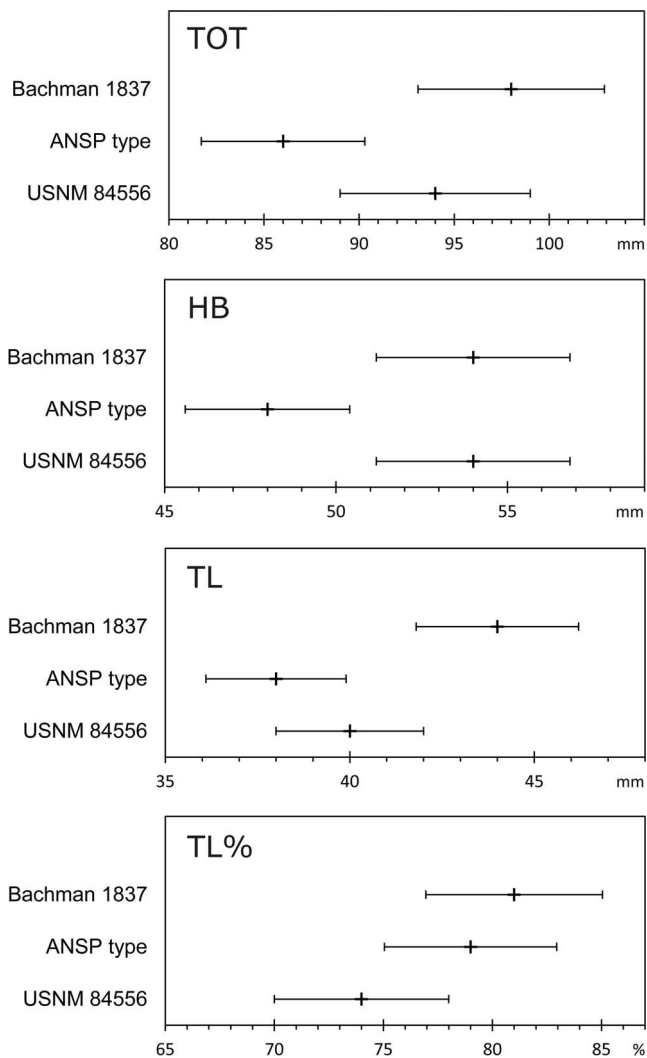 TOT
Bachman 1837
ANSP type
USNM 84556
80 85 90 95 100 mm
HB
Bachman 1837
ANSP type
USNM 84556
45 50 55 mm
TL
Bachman 1837
ANSP type
USNM 84556
35 40 45 mm
TL%
Bachman 1837
ANSP type
USNM 84556
65 70 75 80 85 %